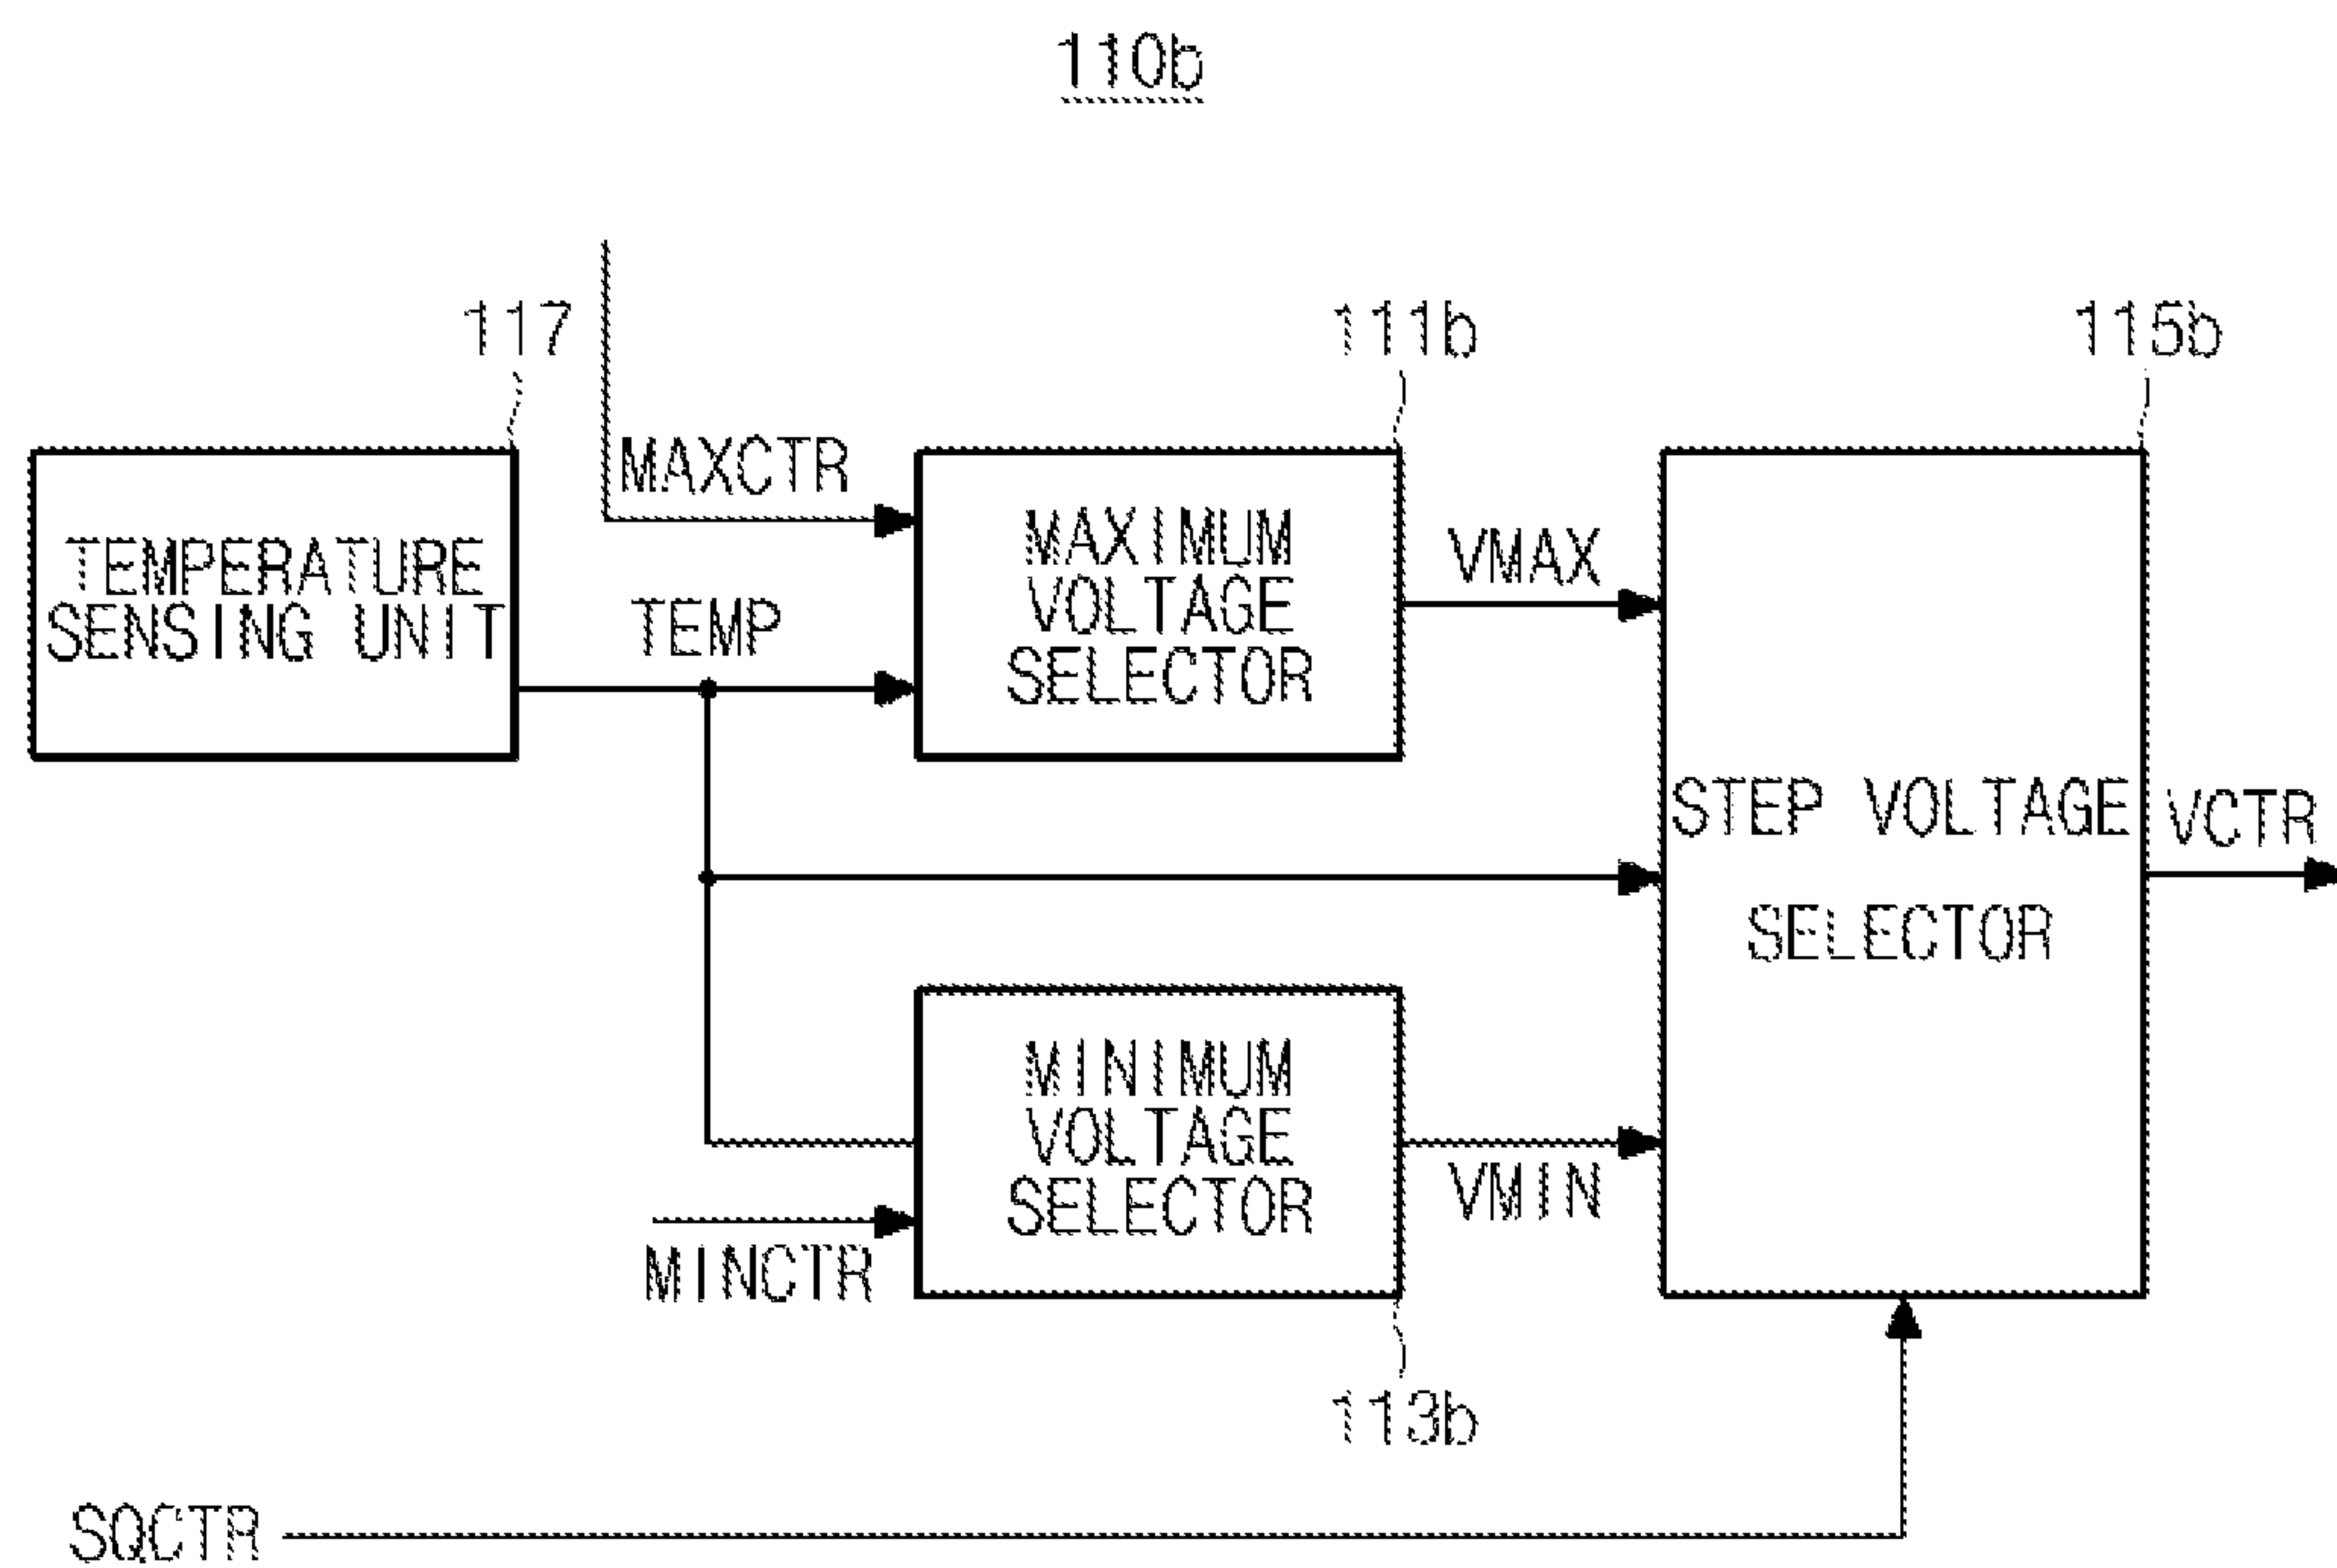 110b
117
111b
115b
MAXCTR
TEMPERATURE
SENSING UNIT
TEMP
MAXIMUM
VOLTAGE
SELECTOR
VMAX
STEP VOLTAGE
SELECTOR
VCTR
MINIMUM
VOLTAGE
SELECTOR
VMIN
MINCTR
113b
SQCTR